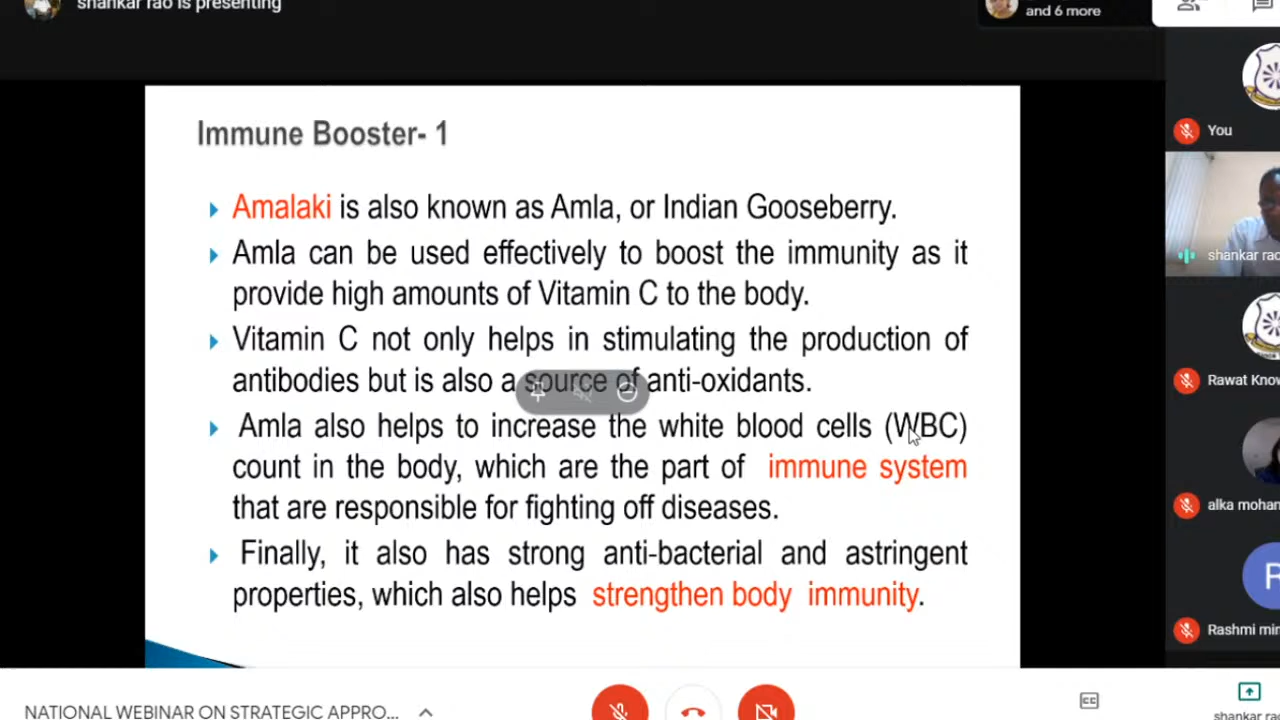 shankar rao is presenting
and 6 more
You
shankar rao
Rawat Know
alka mohan
Rashmi mi
Immune Booster- 1
Amalaki is also known as Amla, or Indian Gooseberry.
Amla can be used effectively to boost the immunity as it
provide high amounts of Vitamin C to the body.
Vitamin C not only helps in stimulating the production of
antibodies but is also a source of anti-oxidants.
Amla also helps to increase the white blood cells (WBC)
count in the body, which are the part of immune system
that are responsible for fighting off diseases.
Finally, it also has strong anti-bacterial and astringent
properties, which also helps strengthen body immunity.
NATIONAL WEBINAR ON STRATEGIC APPRO...
CC
R